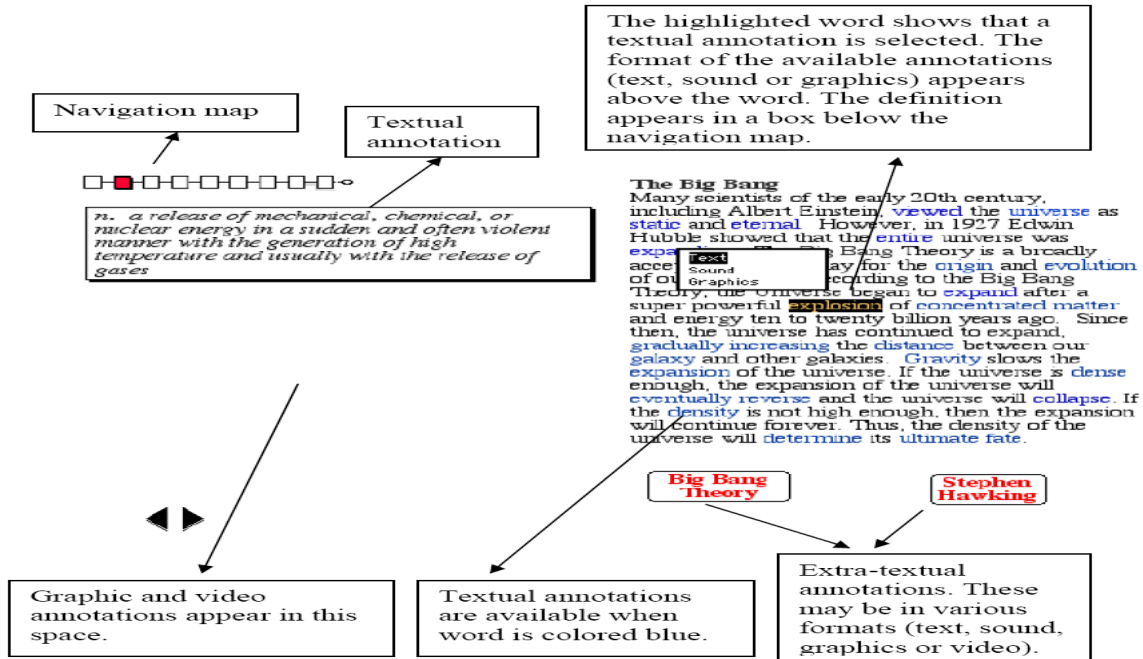 The highlighted word shows that a
textual annotation is selected. The
format of the available annotations
(text, sound or graphics) appears
above the word. The definition
appears in a box below the
navigation map.
Navigation map
Textual
annotation
n. a release of mechanical, chemical, or
nuclear energy in a sudden and often violent
manner with the generation of high
temperature and usually with the release of
gases
The Big Bang
Many scientists of the early 20th century,
including Albert Einstein, viewed the universe as
static and eternal However, in 1927 Edwin
Hubble showed that the entire universe was
Bang Theory is a broadly
for the origin and evolution
of according to the Big Bang
Theory, the Universe began to expand after a
super powerful explosion of concentrated matter
and energy ten to twenty billion years ago. Since
then, the universe has continued to expand,
gradually increasing the distance between our
galaxy and other galaxies. Gravity slows the
expansion of the universe. If the universe is dense
enough, the expansion of the universe will
eventually reverse and the universe will collapse. If
the density is not high enough, then the expansion
will continue forever. Thus, the density of the
universe will determine its ultimate fate.
Text
Sound
Graphics
Big Bang
Theory
Stephen
Hawking
Graphic and video
annotations appear in this
space.
Textual annotations
are available when
word is colored blue.
Extra-textual
annotations. These
may be in various
formats (text, sound,
graphics or video).